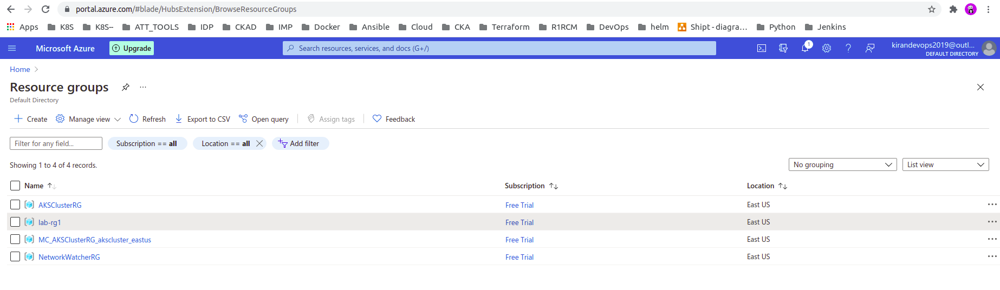 portal.azure.com/#blade/HubsExtension/BrowseResourceGroups
Apps K8S K8S-- ATT_TOOLS IDP CKAD IMP Docker Ansible Cloud CKA Terraform R1RCM DevOps helm Shipt-diagra... Python Jenkins
Microsoft Azure Upgrade Search resources, services, and docs (G+/) 1 kirandevops2019@outl...
DEFAULT DIRECTORY
Home
Resource groups
Default Directory
Create Manage view Refresh Export to CSV Open query Assign tags Feedback
Filter for any field... Subscription == all Location == all Add filter
Showing 1 to 4 of 4 records. No grouping List view
Name Subscription Location
AKSClusterRG Free Trial East US
lab-rg1 Free Trial East US
MC_AKSClusterRG_akscluster_eastus Free Trial East US
NetworkWatcherRG Free Trial East US